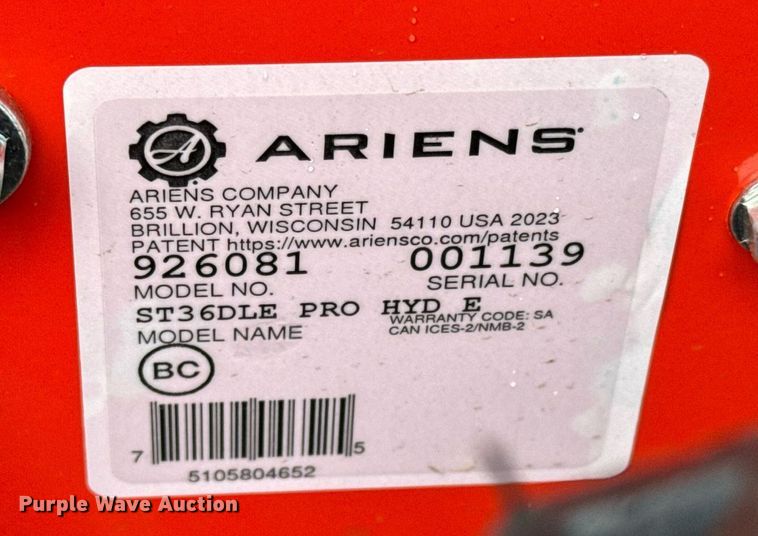 A ARIENS
ARIENS COMPANY
655 W. RYAN STREET
BRILLION, WISCONSIN 54110 USA 2023
PATENT https://www.ariensco.com/patents
926081 001139
MODEL NO. SERIAL NO.
ST36DLE PRO HYD E
MODEL NAME
WARRANTY CODE: SA
CAN ICES-2/NMB-2
BC
7 5105804652 5
Purple Wave Auction